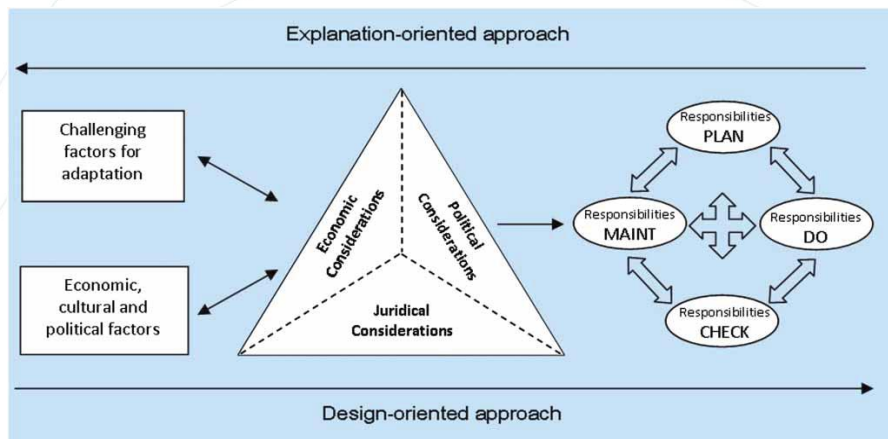 Explanation-oriented approach
Challenging
factors for
adaptation
Economic,
cultural and
political factors
Economic
Considerations
Political
Considerations
Juridical
Considerations
Responsibilities
PLAN
Responsibilities
MAINT
Responsibilities
DO
Responsibilities
CHECK
Design-oriented approach